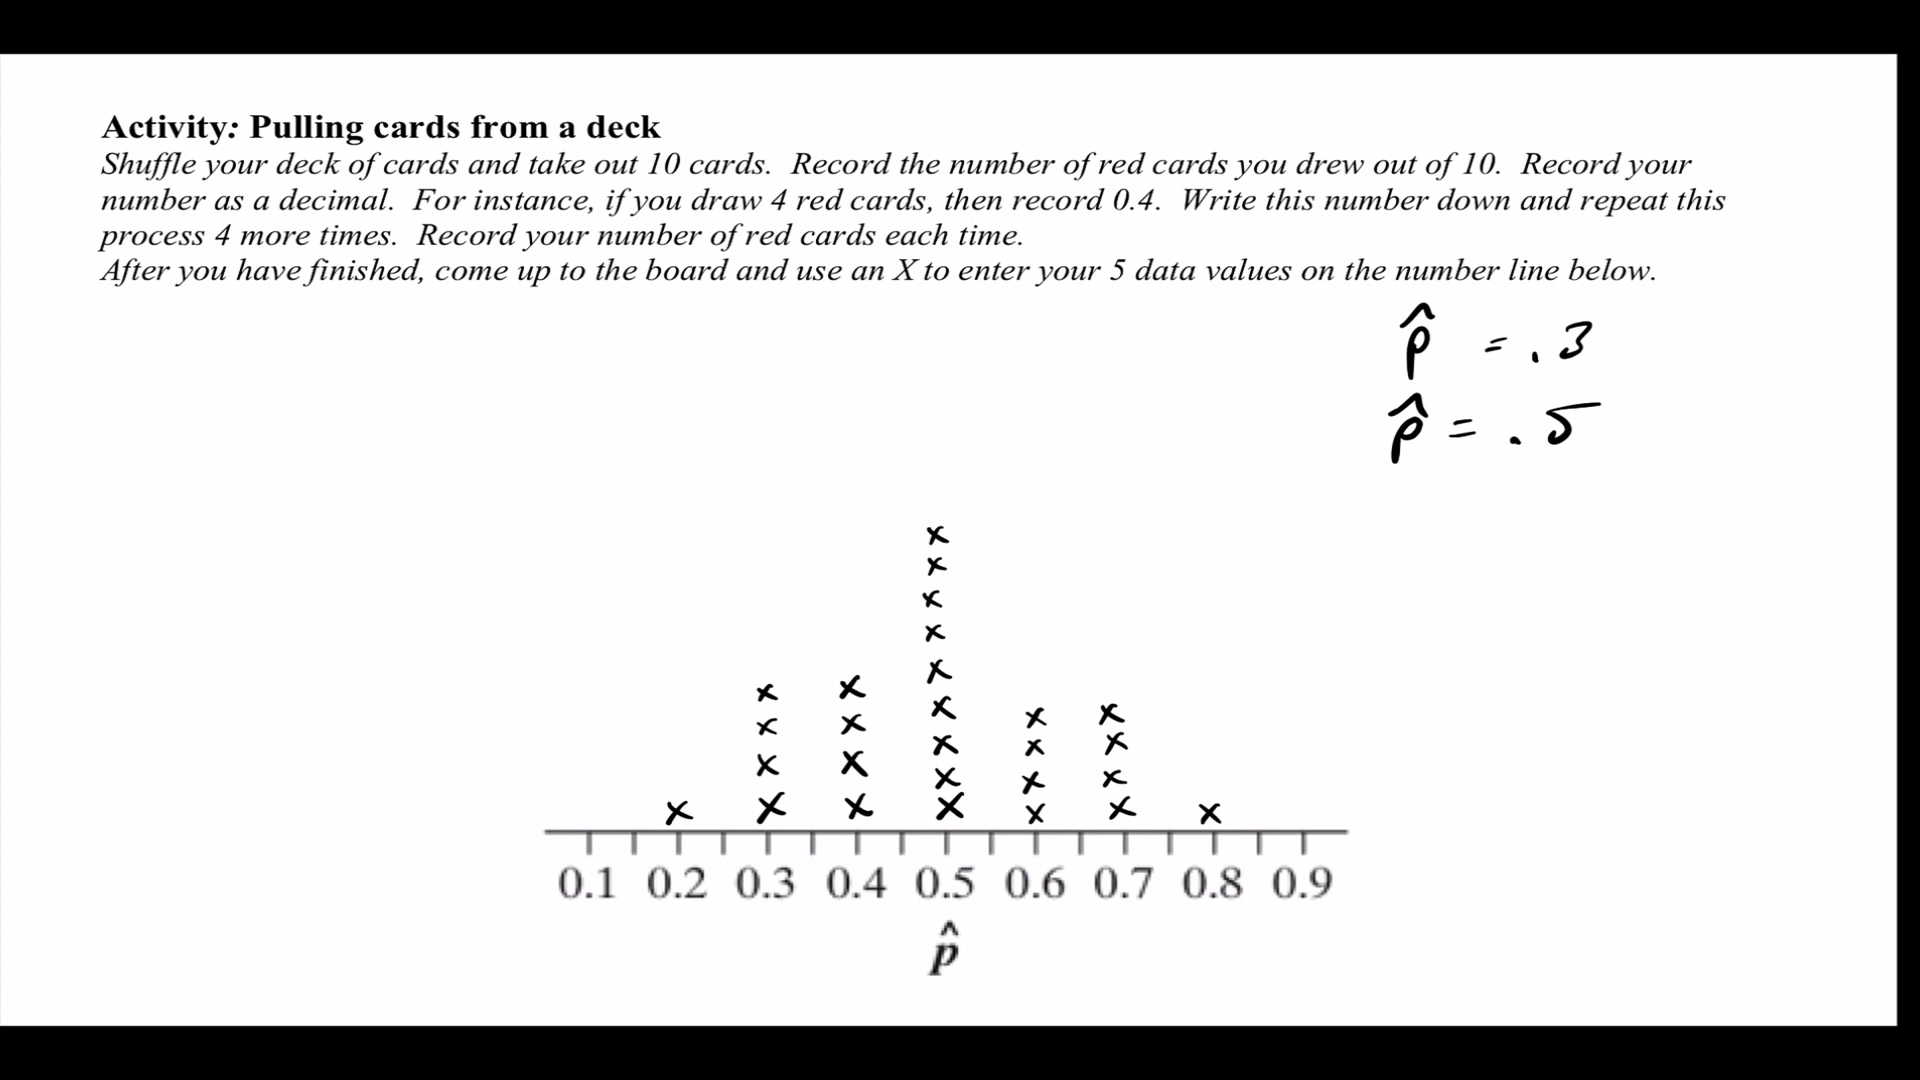 Activity: Pulling cards from a deck
Shuffle your deck of cards and take out 10 cards. Record the number of red cards you drew out of 10. Record your
number as a decimal. For instance, if you draw 4 red cards, then record 0.4. Write this number down and repeat this
process 4 more times. Record your number of red cards each time.
After you have finished, come up to the board and use an X to enter your 5 data values on the number line below.
p̂ = .3
p̂ = .5
x
x
x
x
x
x x x
x x x x x
x x x x x
x x x x x
x x x x x x x
0.1 0.2 0.3 0.4 0.5 0.6 0.7 0.8 0.9
p̂